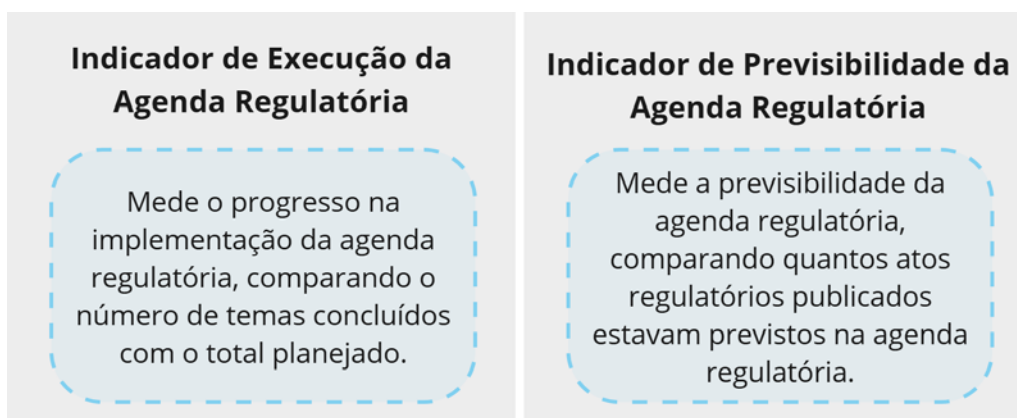 Indicador de Execução da
Agenda Regulatória
Mede o progresso na
implementação da agenda
regulatória, comparando o
número de temas concluídos
com o total planejado.
Indicador de Previsibilidade da
Agenda Regulatória
Mede a previsibilidade da
agenda regulatória,
comparando quantos atos
regulatórios publicados
estavam previstos na agenda
regulatória.